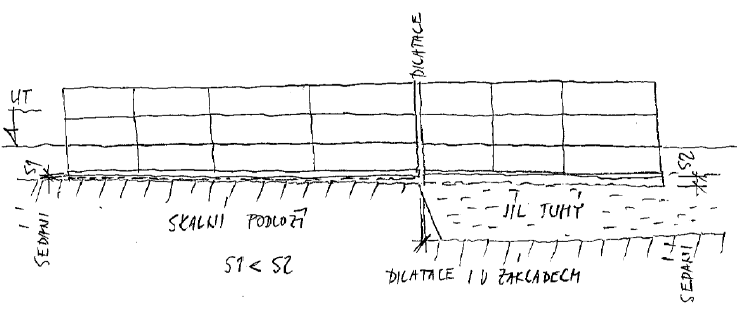 DILATACE
UT
S1
S2
SEDÁNÍ
SKALNÍ PODLOŽÍ
JÍL TUHÝ
S1 < S2
DILATACE I V ZÁKLADECH
SEDÁNÍ